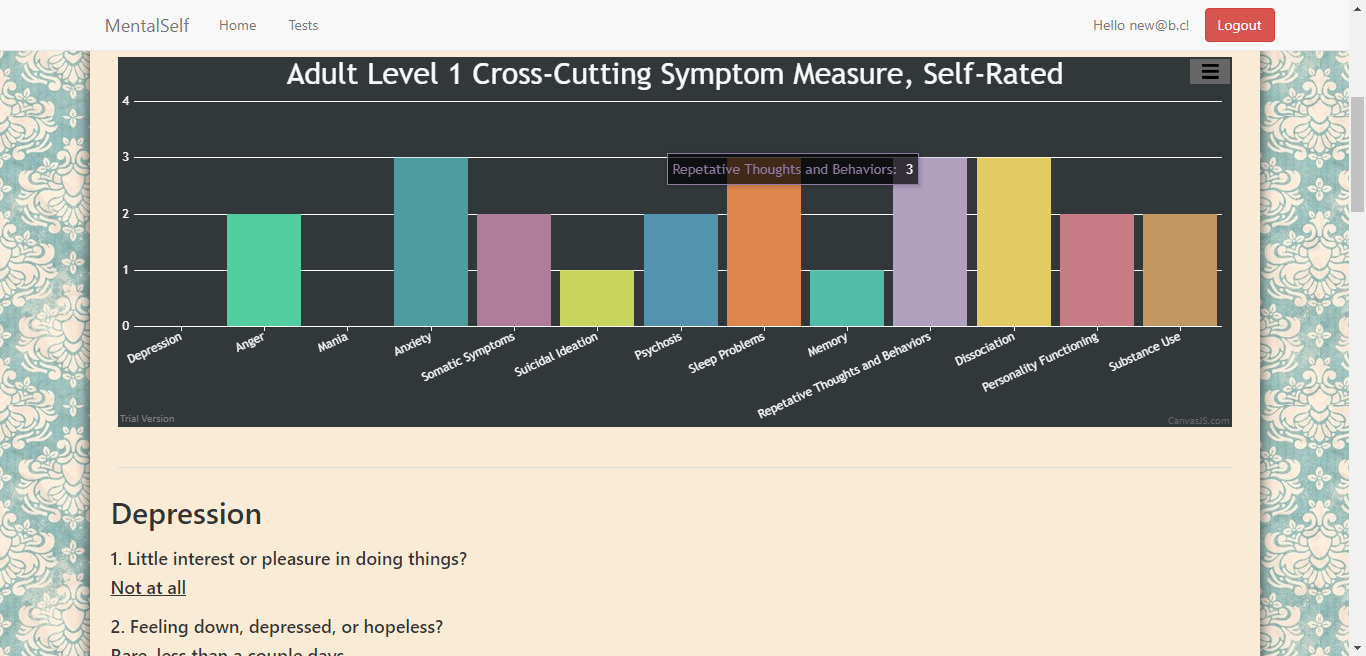 MentalSelf Home Tests Hello new@b.c! Logout
Adult Level 1 Cross-Cutting Symptom Measure, Self-Rated
4
3
Repetative Thoughts and Behaviors: 3
2
1
0
Depression
Anger
Mania
Anxiety
Somatic Symptoms
Suicidal Ideation
Psychosis
Sleep Problems
Memory
Repetative Thoughts and Behaviors
Dissociation
Personality Functioning
Substance Use
Trial Version
CanvasJS.com
Depression
1. Little interest or pleasure in doing things?
Not at all
2. Feeling down, depressed, or hopeless?
Rare, less than a couple days